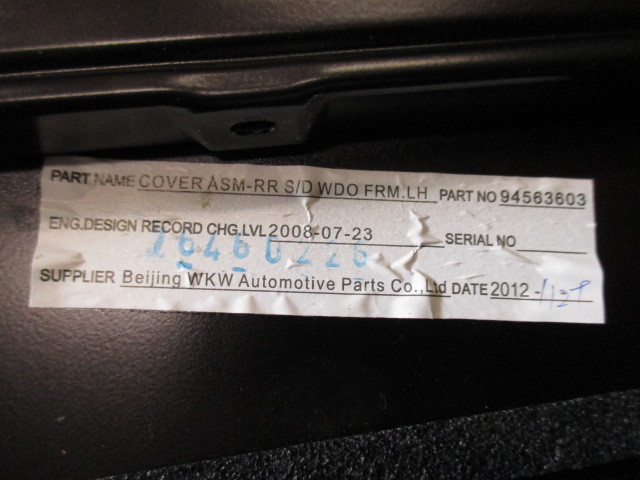 PART NAME COVER ASM-RR S/D WDO FRM.LH PART NO 94563603
ENG.DESIGN RECORD CHG.LVL 2008-07-23 SERIAL NO
SUPPLIER Beijing WKW Automotive Parts Co.,Ltd DATE 2012-